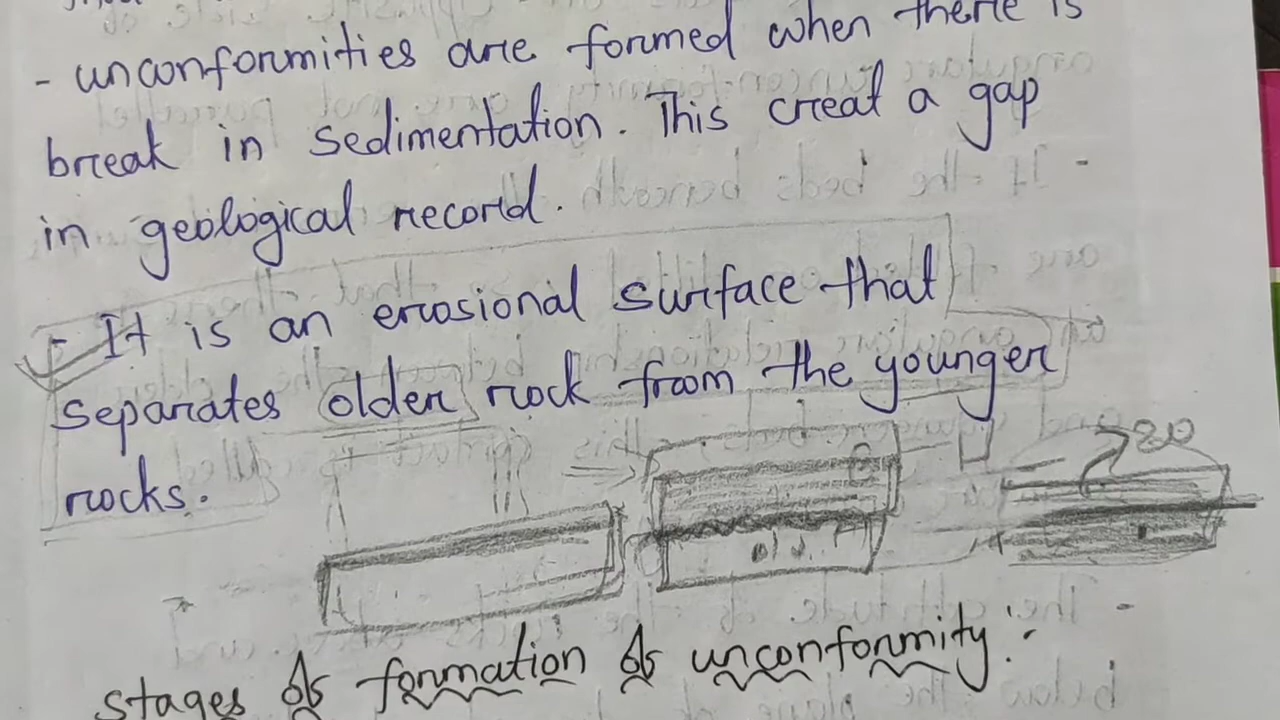 - unconformities are formed when there is
break in sedimentation. This creat a gap
in geological record.
- It is an erosional surface that
separates older rock from the younger
rocks.
old
stages of formation of unconformity :-